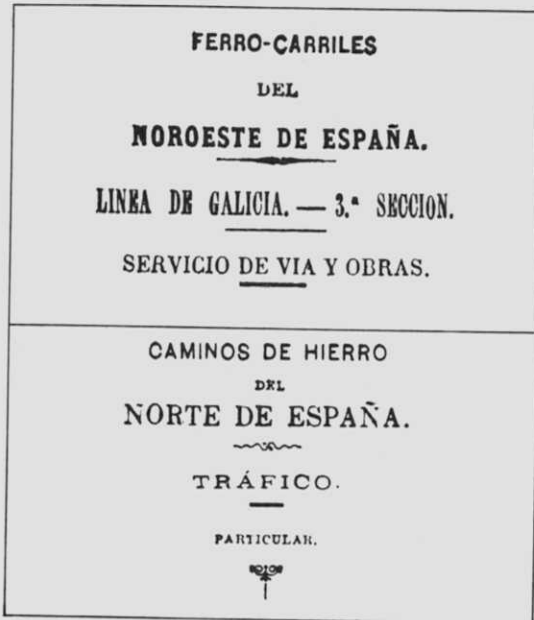 FERRO-CARRILES
DEL
NOROESTE DE ESPAÑA.
LINEA DE GALICIA. — 3.ª SECCION.
SERVICIO DE VIA Y OBRAS.
CAMINOS DE HIERRO
DEL
NORTE DE ESPAÑA.
TRÁFICO.
PARTICULAR.